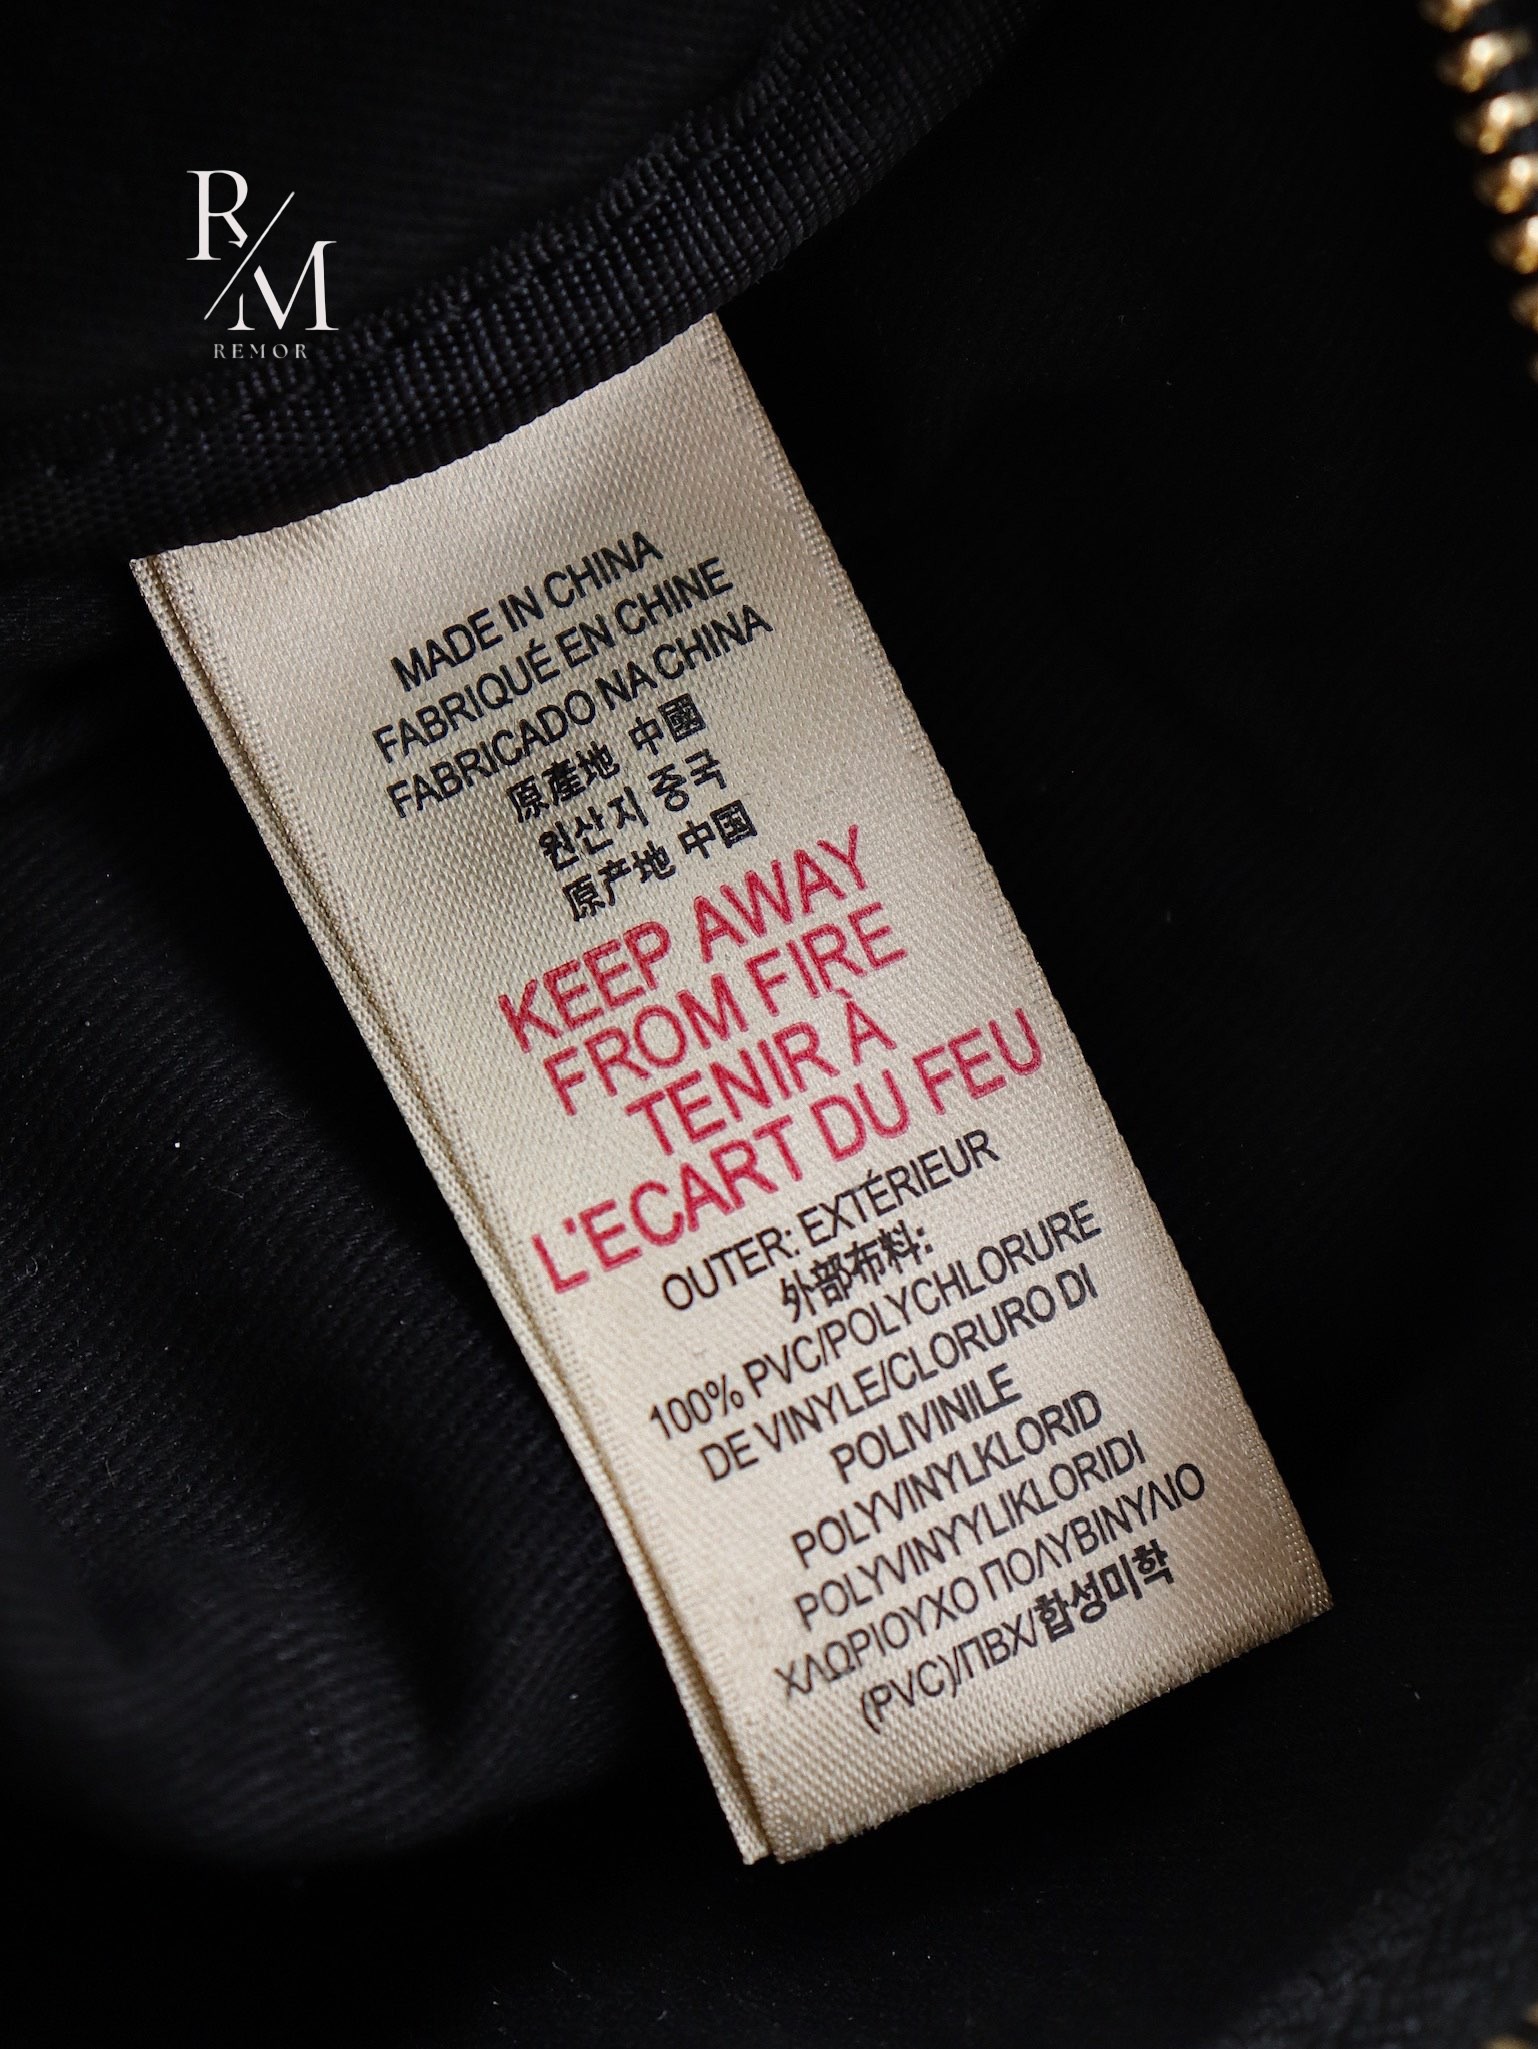 R/M
REMOR
MADE IN CHINA
FABRIQUÉ EN CHINE
FABRICADO NA CHINA
原產地 中國
원산지 중국
原产地 中国
KEEP AWAY
FROM FIRE
TENIR À
L'ECART DU FEU
OUTER: EXTÉRIEUR
外部布料:
100% PVC/POLYCHLORURE
DE VINYLE/CLORURO DI
POLIVINILE
POLYVINYLKLORID
POLYVINYYLIKLORIDI
ΧΛΩΡΙΟΥΧΟ ΠΟΛΥΒΙΝΥΛΙΟ
(PVC)/ПВХ/합성미학